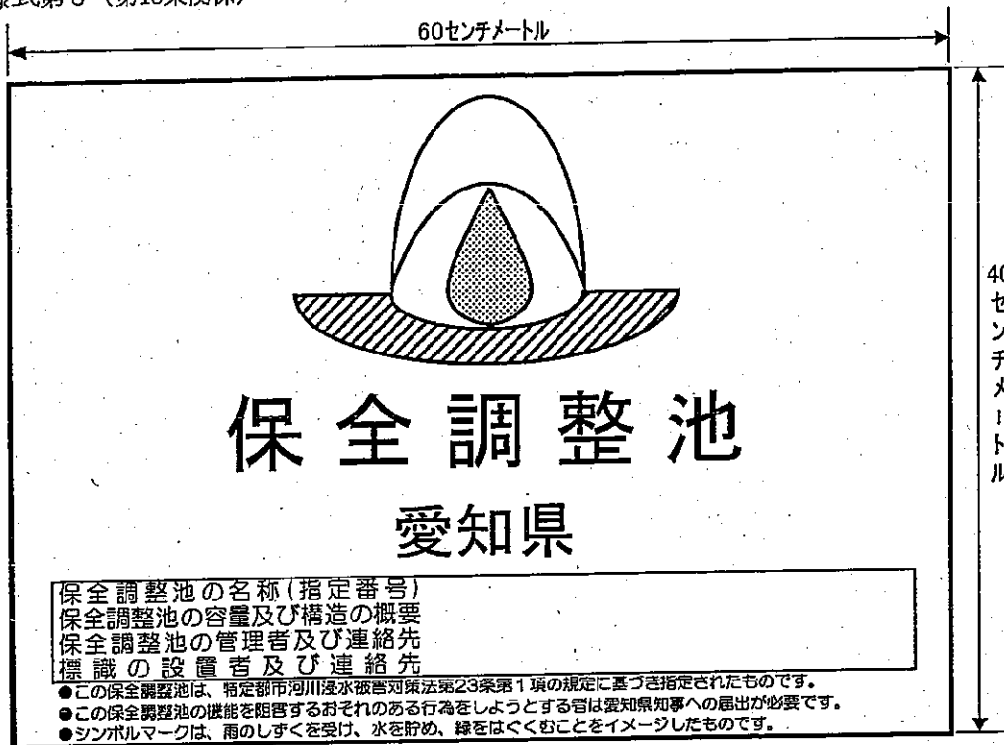 60センチメートル
40センチメートル
保全調整池
愛知県
保全調整池の名称(指定番号)
保全調整池の容量及び構造の概要
保全調整池の管理者及び連絡先
標識の設置者及び連絡先
●この保全調整池は、特定都市河川浸水被害対策法第23条第1項の規定に基づき指定されたものです。
●この保全調整池の機能を阻害するおそれのある行為をしようとする者は愛知県知事への届出が必要です。
●シンボルマークは、雨のしずくを受け、水を貯め、緑をはぐくむことをイメージしたものです。